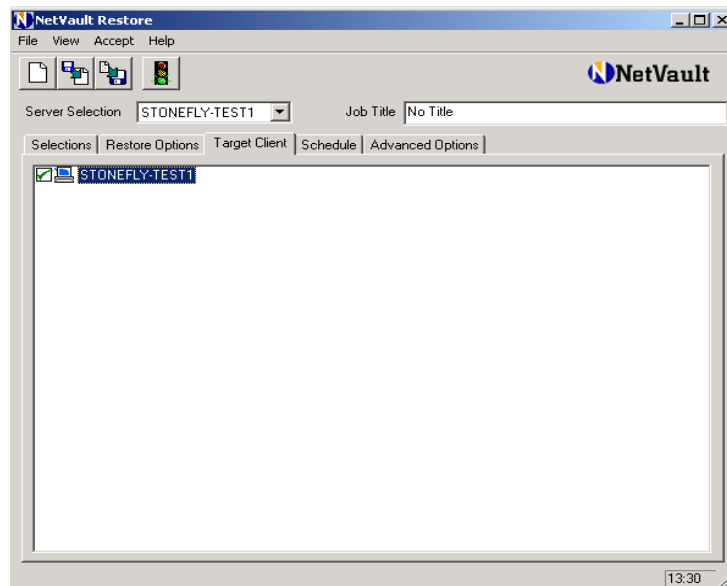 NetVault Restore
File View Accept Help
NetVault
Server Selection STONEFLY-TEST1 Job Title No Title
Selections Restore Options Target Client Schedule Advanced Options
STONEFLY-TEST1
13:30